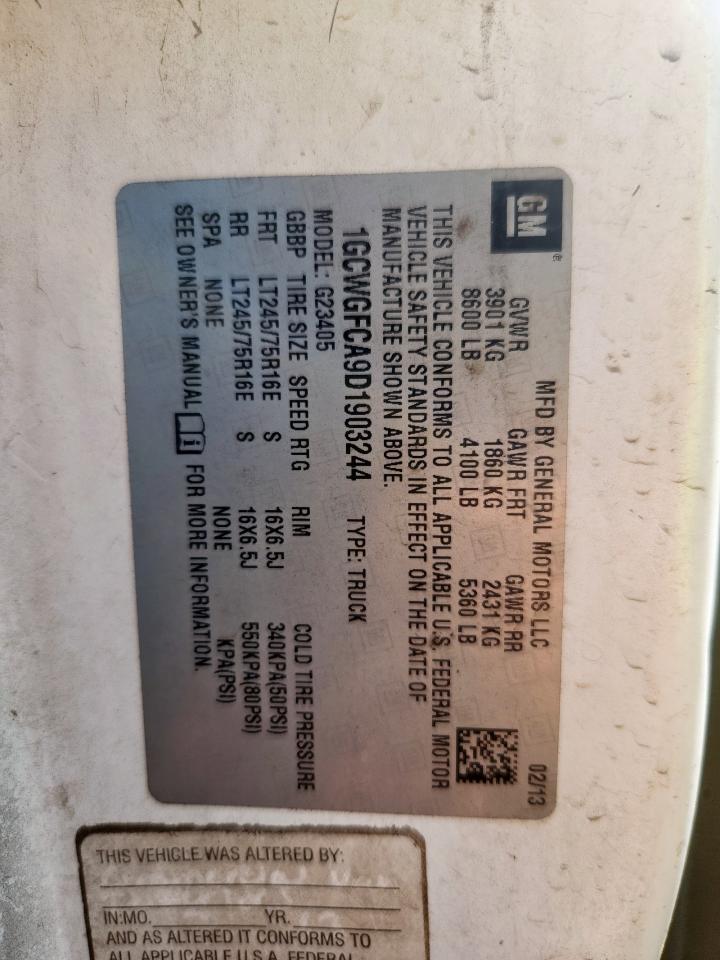 GM
MFD BY GENERAL MOTORS LLC 02/13
GVWR GAWR FRT GAWR RR
3901 KG 1860 KG 2431 KG
8600 LB 4100 LB 5360 LB
THIS VEHICLE CONFORMS TO ALL APPLICABLE U.S. FEDERAL MOTOR
VEHICLE SAFETY STANDARDS IN EFFECT ON THE DATE OF
MANUFACTURE SHOWN ABOVE.
1GCWGFCA9D1903244 TYPE: TRUCK
MODEL: G23405
GBBP TIRE SIZE SPEED RTG RIM COLD TIRE PRESSURE
FRT LT245/75R16E S 16X6.5J 340KPA(50PSI)
RR LT245/75R16E S 16X6.5J 550KPA(80PSI)
SPA NONE NONE KPA(PSI)
SEE OWNER'S MANUAL FOR MORE INFORMATION.
THIS VEHICLE WAS ALTERED BY:
IN:MO. YR.
AND AS ALTERED IT CONFORMS TO
ALL APPLICABLE U.S.A. FEDERAL